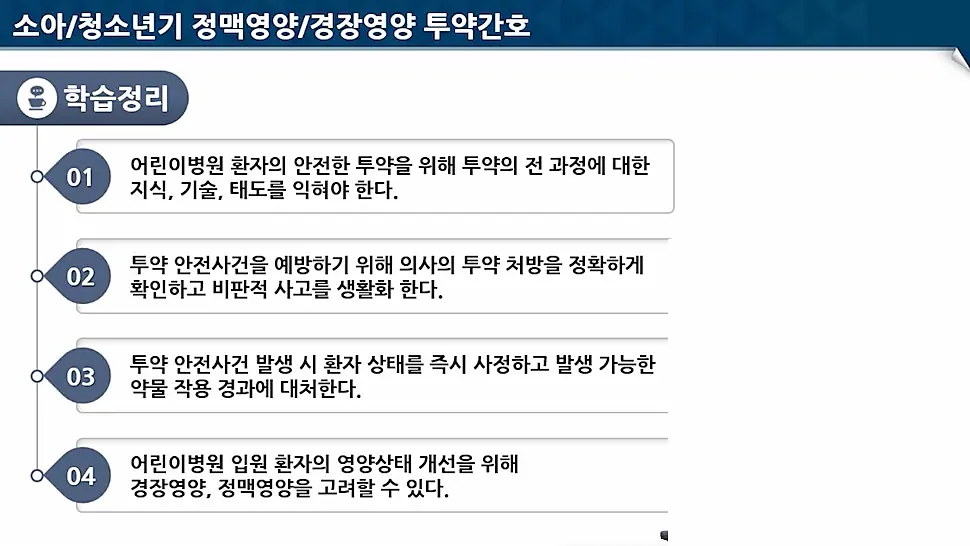 소아/청소년기 정맥영양/경장영양 투약간호
학습정리
01
어린이병원 환자의 안전한 투약을 위해 투약의 전 과정에 대한
지식, 기술, 태도를 익혀야 한다.
02
투약 안전사건을 예방하기 위해 의사의 투약 처방을 정확하게
확인하고 비판적 사고를 생활화 한다.
03
투약 안전사건 발생 시 환자 상태를 즉시 사정하고 발생 가능한
약물 작용 경과에 대처한다.
04
어린이병원 입원 환자의 영양상태 개선을 위해
경장영양, 정맥영양을 고려할 수 있다.